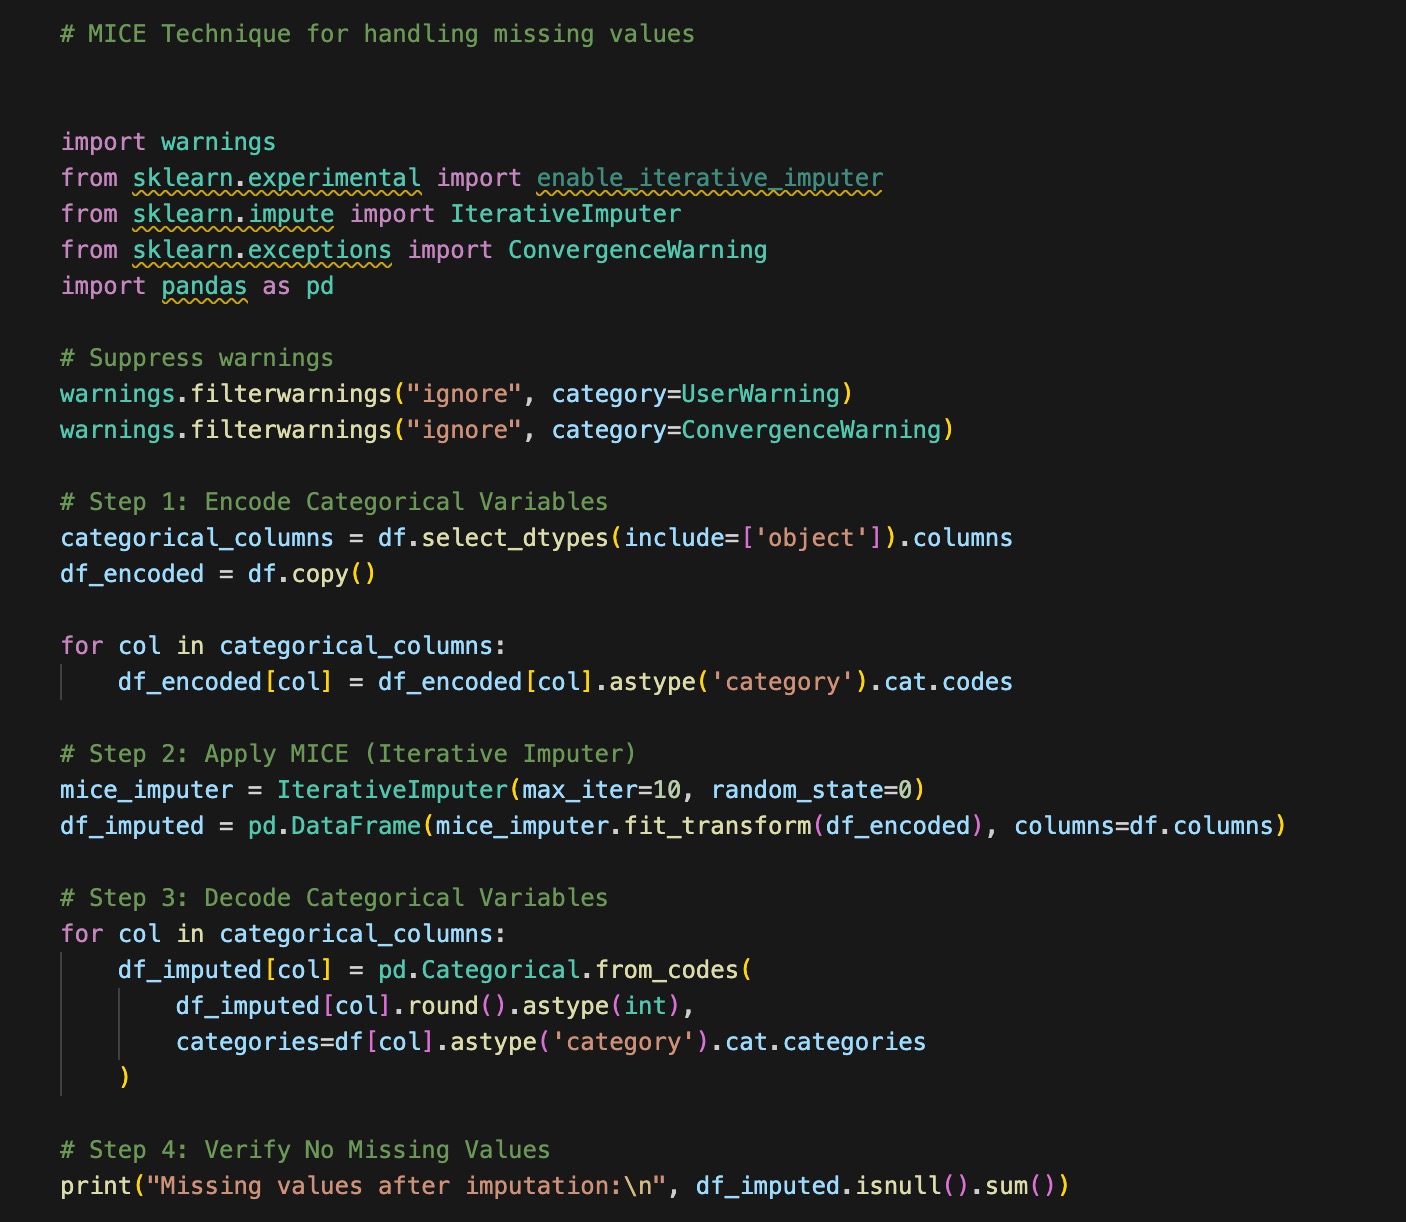 # MICE Technique for handling missing values
import warnings
from sklearn.experimental import enable_iterative_imputer
from sklearn.impute import IterativeImputer
from sklearn.exceptions import ConvergenceWarning
import pandas as pd
# Suppress warnings
warnings.filterwarnings("ignore", category=UserWarning)
warnings.filterwarnings("ignore", category=ConvergenceWarning)
# Step 1: Encode Categorical Variables
categorical_columns = df.select_dtypes(include=['object']).columns
df_encoded = df.copy()
for col in categorical_columns:
    df_encoded[col] = df_encoded[col].astype('category').cat.codes
# Step 2: Apply MICE (Iterative Imputer)
mice_imputer = IterativeImputer(max_iter=10, random_state=0)
df_imputed = pd.DataFrame(mice_imputer.fit_transform(df_encoded), columns=df.columns)
# Step 3: Decode Categorical Variables
for col in categorical_columns:
    df_imputed[col] = pd.Categorical.from_codes(
        df_imputed[col].round().astype(int),
        categories=df[col].astype('category').cat.categories
    )
# Step 4: Verify No Missing Values
print("Missing values after imputation:\n", df_imputed.isnull().sum())